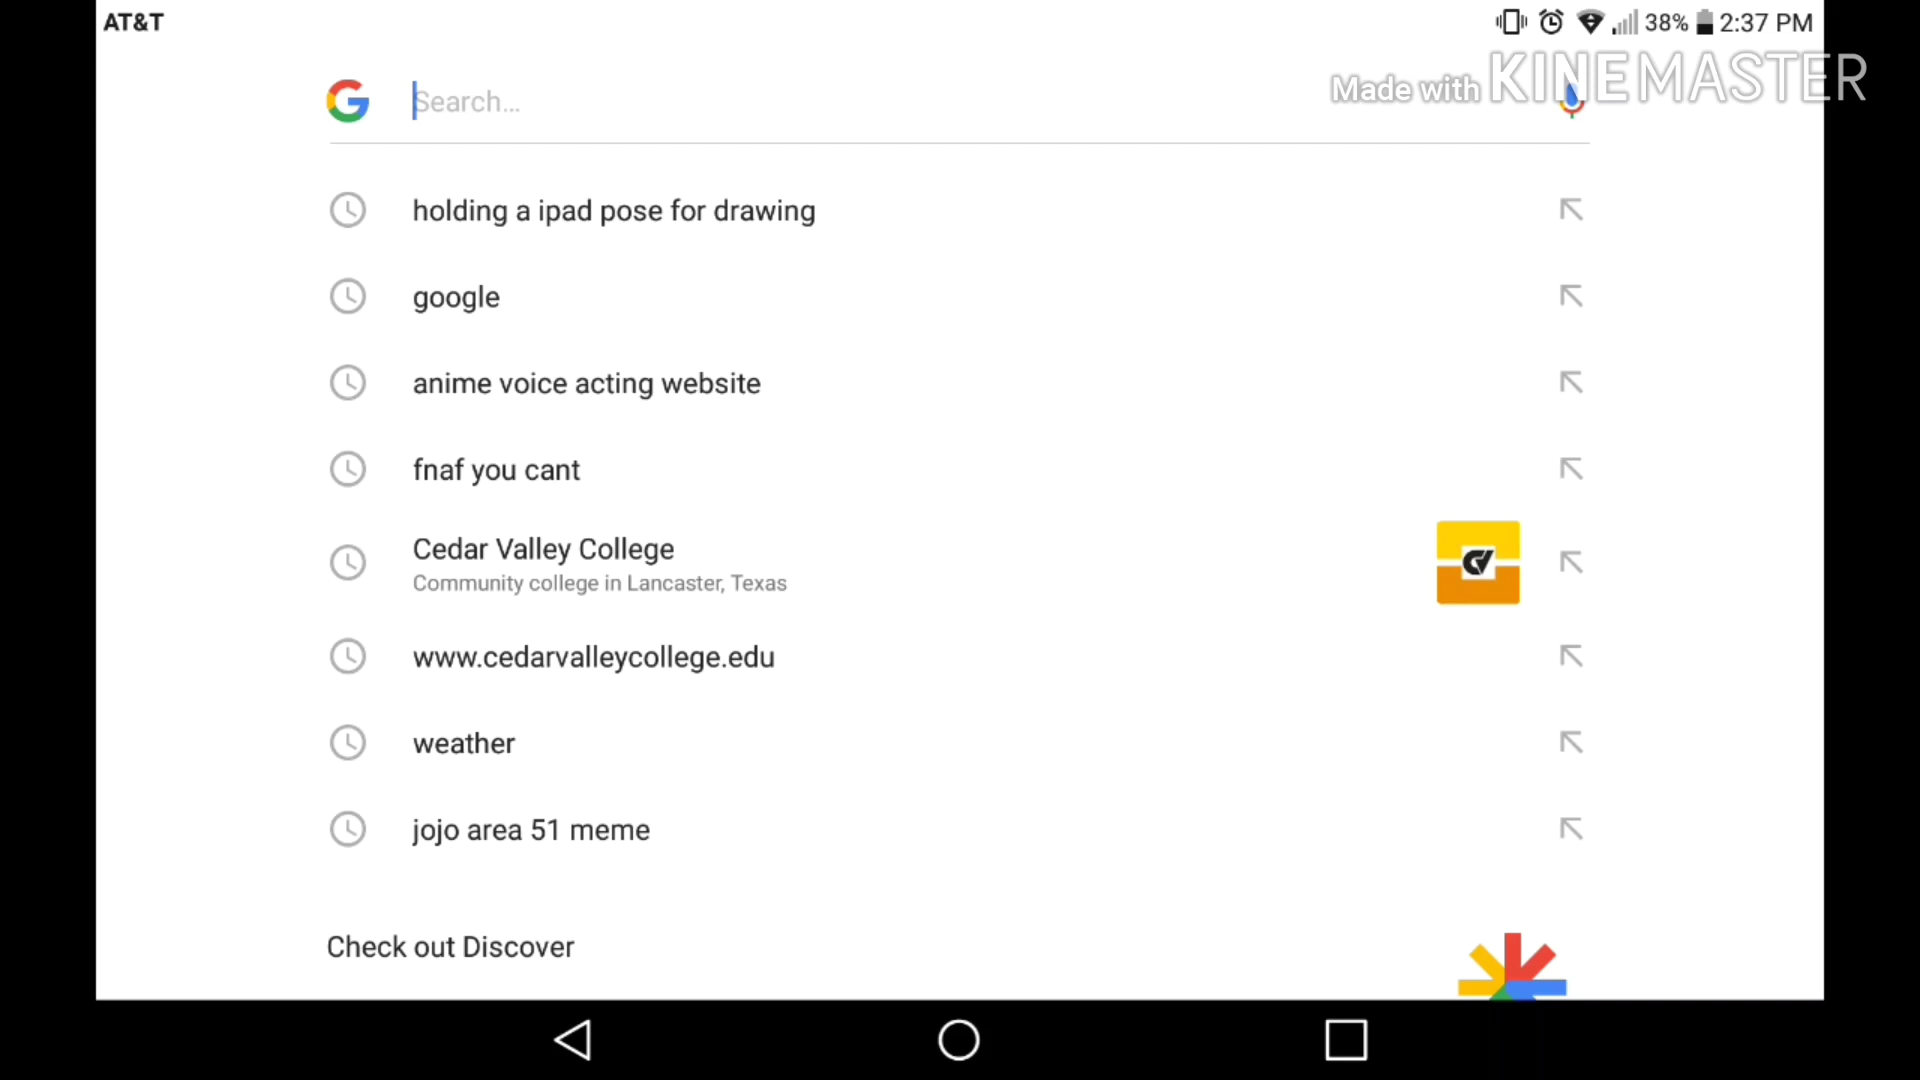 AT&T
38% 2:37 PM
Made with KINEMASTER
Search...
holding a ipad pose for drawing
google
anime voice acting website
fnaf you cant
Cedar Valley College
Community college in Lancaster, Texas
www.cedarvalleycollege.edu
weather
jojo area 51 meme
Check out Discover